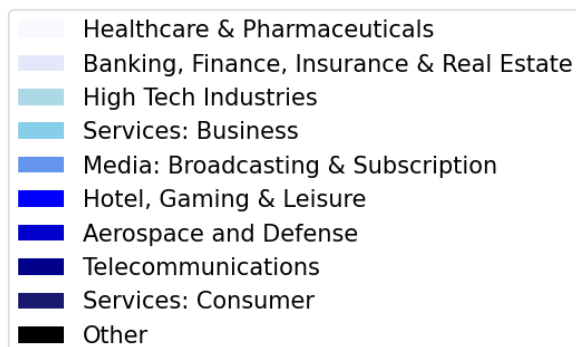 Healthcare & Pharmaceuticals
Banking, Finance, Insurance & Real Estate
High Tech Industries
Services: Business
Media: Broadcasting & Subscription
Hotel, Gaming & Leisure
Aerospace and Defense
Telecommunications
Services: Consumer
Other